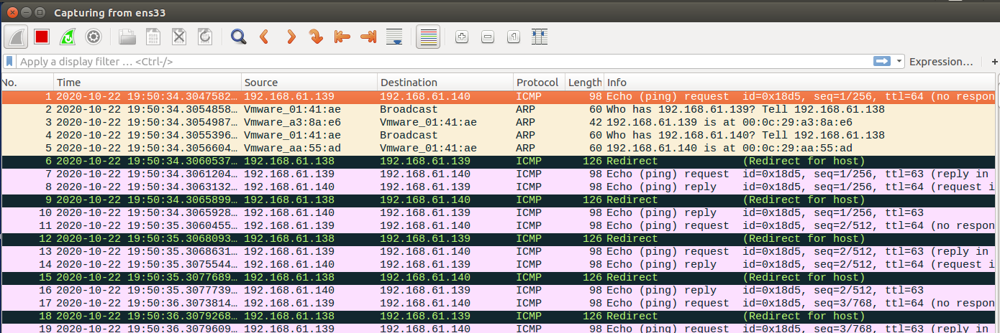 Capturing from ens33
Apply a display filter … <Ctrl-/>
Expression…
+
No. Time Source Destination Protocol Length Info
1 2020-10-22 19:50:34.3047582… 192.168.61.139 192.168.61.140 ICMP 98 Echo (ping) request id=0x18d5, seq=1/256, ttl=64 (no respon
2 2020-10-22 19:50:34.3054858… Vmware_01:41:ae Broadcast ARP 60 Who has 192.168.61.139? Tell 192.168.61.138
3 2020-10-22 19:50:34.3054987… Vmware_a3:8a:e6 Vmware_01:41:ae ARP 42 192.168.61.139 is at 00:0c:29:a3:8a:e6
4 2020-10-22 19:50:34.3055396… Vmware_01:41:ae Broadcast ARP 60 Who has 192.168.61.140? Tell 192.168.61.138
5 2020-10-22 19:50:34.3056604… Vmware_aa:55:ad Vmware_01:41:ae ARP 60 192.168.61.140 is at 00:0c:29:aa:55:ad
6 2020-10-22 19:50:34.3060537… 192.168.61.138 192.168.61.139 ICMP 126 Redirect (Redirect for host)
7 2020-10-22 19:50:34.3061204… 192.168.61.139 192.168.61.140 ICMP 98 Echo (ping) request id=0x18d5, seq=1/256, ttl=63 (reply in
8 2020-10-22 19:50:34.3063132… 192.168.61.140 192.168.61.139 ICMP 98 Echo (ping) reply id=0x18d5, seq=1/256, ttl=64 (request i
9 2020-10-22 19:50:34.3065899… 192.168.61.138 192.168.61.139 ICMP 126 Redirect (Redirect for host)
10 2020-10-22 19:50:34.3065928… 192.168.61.140 192.168.61.139 ICMP 98 Echo (ping) reply id=0x18d5, seq=1/256, ttl=63
11 2020-10-22 19:50:35.3060455… 192.168.61.139 192.168.61.140 ICMP 98 Echo (ping) request id=0x18d5, seq=2/512, ttl=64 (no respon
12 2020-10-22 19:50:35.3068093… 192.168.61.138 192.168.61.139 ICMP 126 Redirect (Redirect for host)
13 2020-10-22 19:50:35.3068631… 192.168.61.139 192.168.61.140 ICMP 98 Echo (ping) request id=0x18d5, seq=2/512, ttl=63 (reply in
14 2020-10-22 19:50:35.3075544… 192.168.61.140 192.168.61.139 ICMP 98 Echo (ping) reply id=0x18d5, seq=2/512, ttl=64 (request i
15 2020-10-22 19:50:35.3077689… 192.168.61.138 192.168.61.139 ICMP 126 Redirect (Redirect for host)
16 2020-10-22 19:50:35.3077739… 192.168.61.140 192.168.61.139 ICMP 98 Echo (ping) reply id=0x18d5, seq=2/512, ttl=63
17 2020-10-22 19:50:36.3073814… 192.168.61.139 192.168.61.140 ICMP 98 Echo (ping) request id=0x18d5, seq=3/768, ttl=64 (no respon
18 2020-10-22 19:50:36.3079268… 192.168.61.138 192.168.61.139 ICMP 126 Redirect (Redirect for host)
19 2020-10-22 19:50:36.3079609… 192.168.61.139 192.168.61.140 ICMP 98 Echo (ping) request id=0x18d5, seq=3/768, ttl=63 (reply in